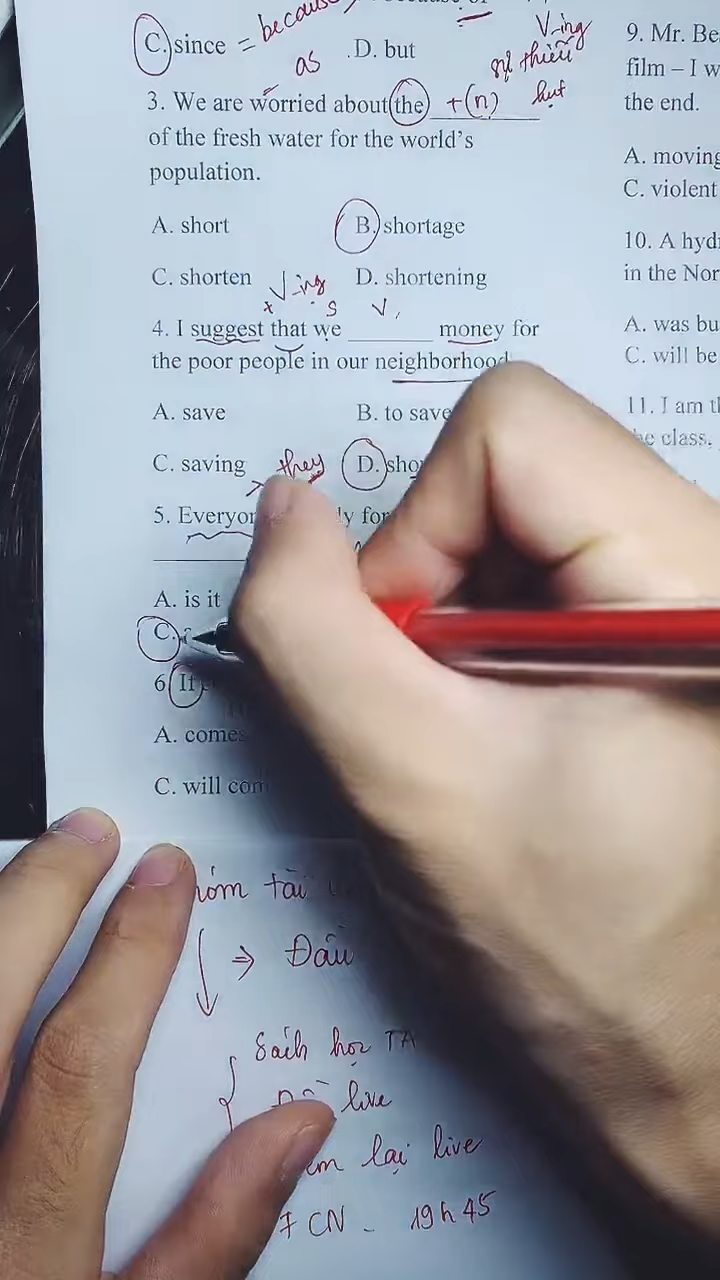 C. since = because
as
D. but
V-ing
sự thiếu hụt
3. We are worried about the +(n)
of the fresh water for the world's
population.
A. short
B. shortage
C. shorten
D. shortening
V-ing
S V
4. I suggest that we ______ money for
the poor people in our neighborhood
A. save
B. to save
C. saving
D. sho
they
5. Everyon
A. is it
C.
6. It
A. comes
C. will com
9. Mr. Be
film – I w
the end.
A. moving
C. violent
10. A hyd
in the Nor
A. was bu
C. will be
11. I am t
class.
tài
⇒ Đầu
Sách học TA
live
lại live
CN - 19h45